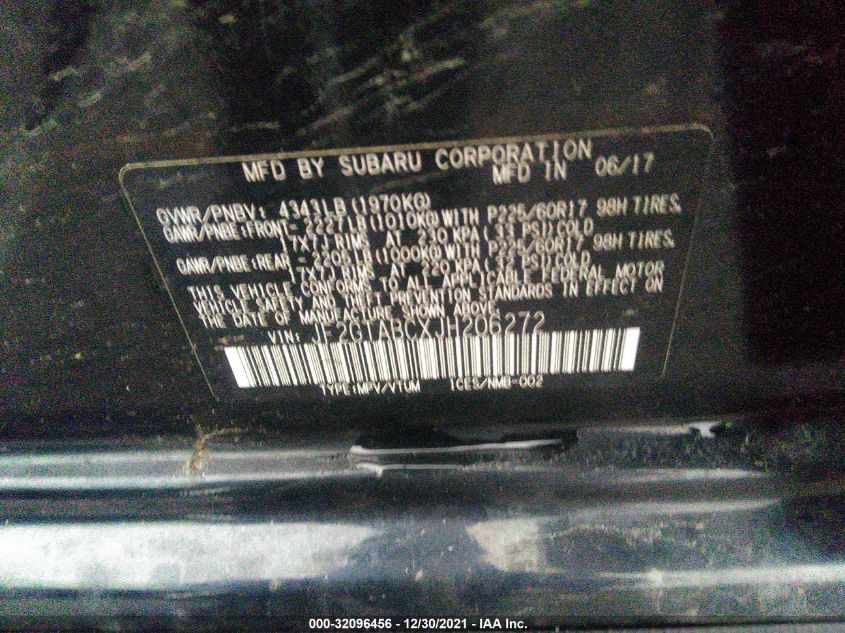 MFD BY SUBARU CORPORATION
MFD IN 06/17
GVWR/PNBV: 4343LB (1970KG)
GAWR/PNBE:FRONT- 2227LB (1010KG) WITH P225/60R17 98H TIRES,
17X7J RIMS AT 230 KPA ( 33 PSI) COLD
GAWR/PNBE:REAR - 2205LB (1000KG) WITH P225/60R17 98H TIRES,
17X7J RIMS AT 220 KPA ( 32 PSI) COLD
THIS VEHICLE CONFORMS TO ALL APPLICABLE FEDERAL MOTOR
VEHICLE SAFETY AND THEFT PREVENTION STANDARDS IN EFFECT ON
THE DATE OF MANUFACTURE SHOWN ABOVE
VIN: JF2GTABCXJH206272
TYPE:MPV/VTUM ICES/NMB-002
000-32096456 - 12/30/2021 - IAA Inc.